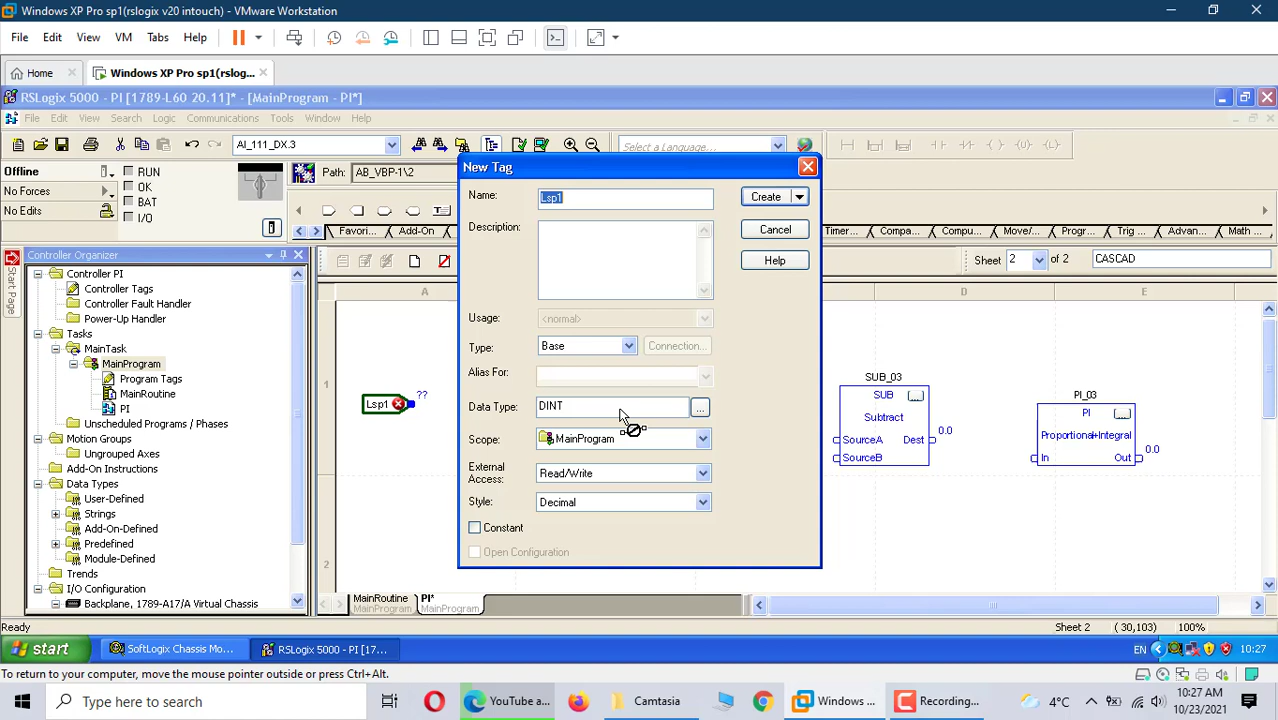 Windows XP Pro sp1(rslogix v20 intouch) - VMware Workstation
File Edit View VM Tabs Help
Home Windows XP Pro sp1(rslog...
RSLogix 5000 - PI [1789-L60 20.11]* - [MainProgram - PI*]
File Edit View Search Logic Communications Tools Window Help
AI_111_DX.3 Select a Language...
Offline RUN Path: AB_VBP-1\2
No Forces OK
No Edits BAT
I/O
Favori... Add-On Timer... Compa... Compu... Move/... Progr... Trig ... Advan... M
Start Page
Controller Organizer
Sheet 2 of 2 CASCAD
Controller PI
Controller Tags
Controller Fault Handler
Power-Up Handler
Tasks
MainTask
MainProgram
Program Tags
MainRoutine
PI
Unscheduled Programs / Phases
Motion Groups
Ungrouped Axes
Data Types
User-Defined
Strings
Add-On-Defined
Predefined
Module-Defined
Trends
I/O Configuration
Backplane, 1789-A17/A Virtual Chassis
A D E
1
2
Lsp1 ??
New Tag
Name: Lsp1 Create
Description: Cancel
Help
Usage: <normal>
Type: Base Connection...
Alias For:
Data Type: DINT ...
Scope: MainProgram
External
Access: Read/Write
Style: Decimal
Constant
Open Configuration
SUB_03
SUB ...
Subtract
SourceA Dest 0.0
SourceB
PI_03
PI ...
Proportional+Integral
In Out 0.0
MainRoutine PI*
MainProgram MainProgram
Ready Sheet 2 ( 30,103) 100%
start SoftLogix Chassis Mo... RSLogix 5000 - PI [17... EN 10:27
To return to your computer, move the mouse pointer outside or press Ctrl+Alt.
Type here to search YouTube a... Camtasia Windows ... Recording... 4°C 10:27 AM
10/23/2021